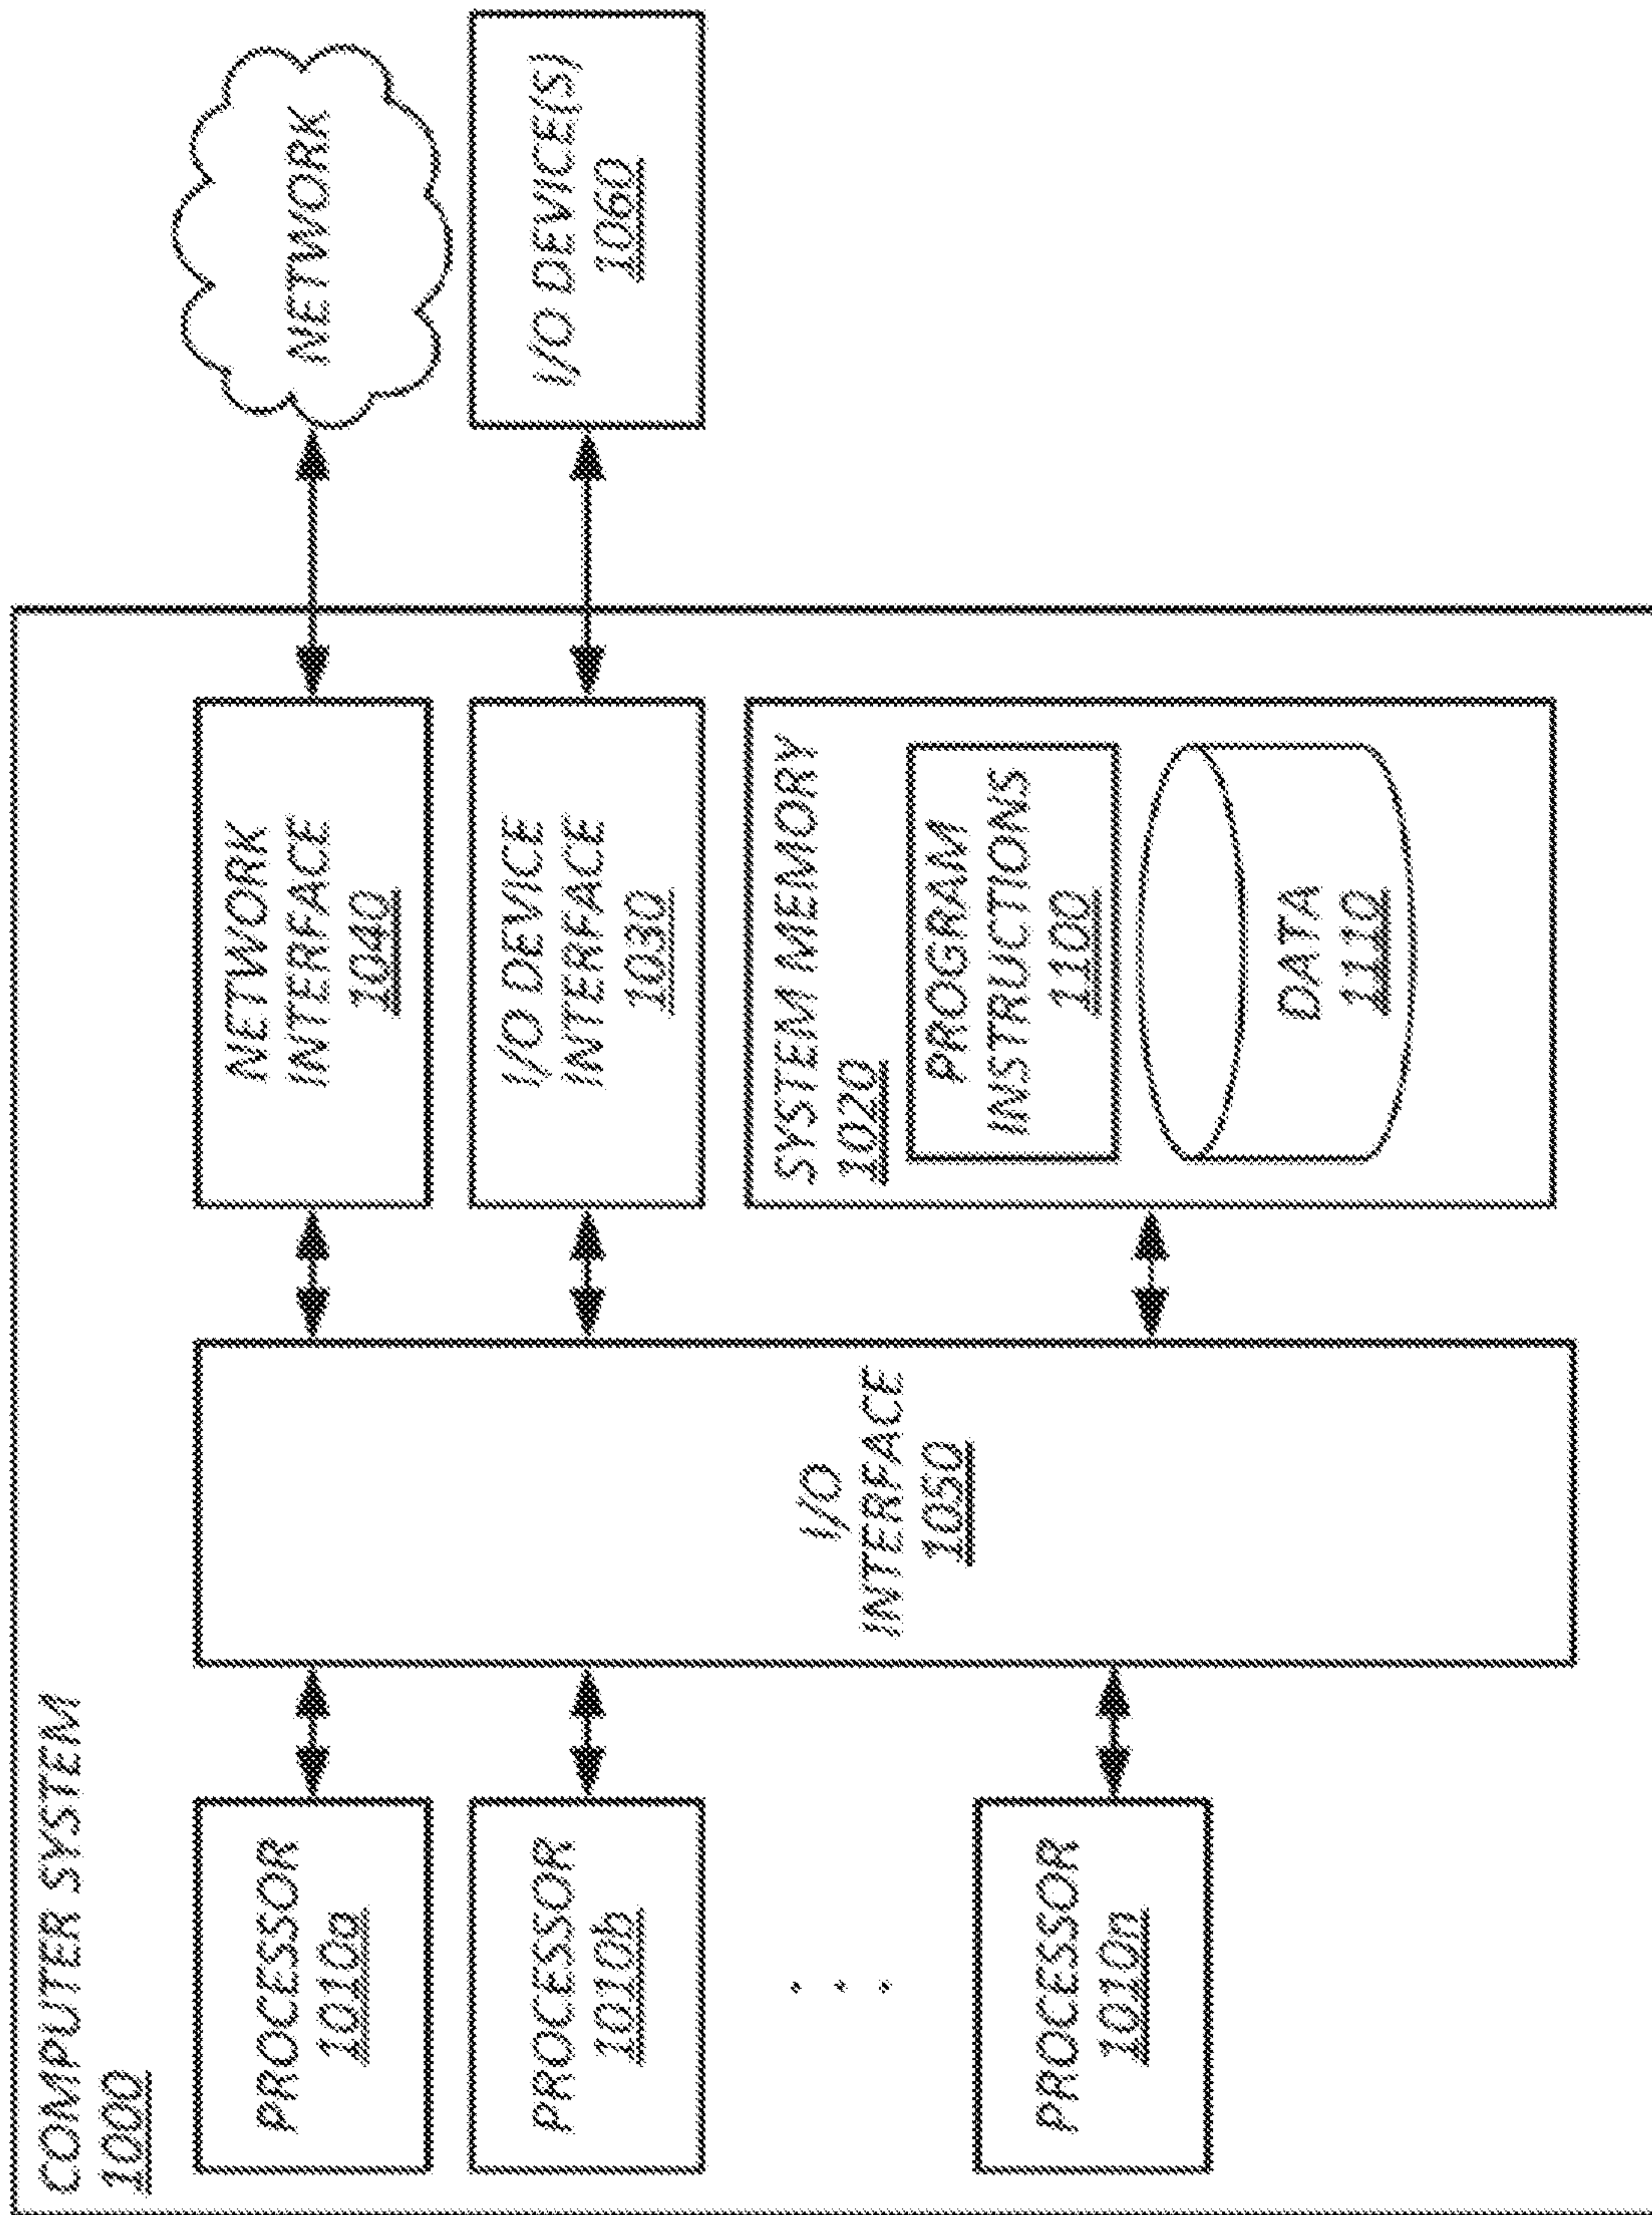 COMPUTER SYSTEM
1000
PROCESSOR
1010a
PROCESSOR
1010b
. . .
PROCESSOR
1010n
I/O
INTERFACE
1050
NETWORK
INTERFACE
1040
I/O DEVICE
INTERFACE
1030
SYSTEM MEMORY
1020
PROGRAM
INSTRUCTIONS
1100
DATA
1110
NETWORK
I/O DEVICE(S)
1060